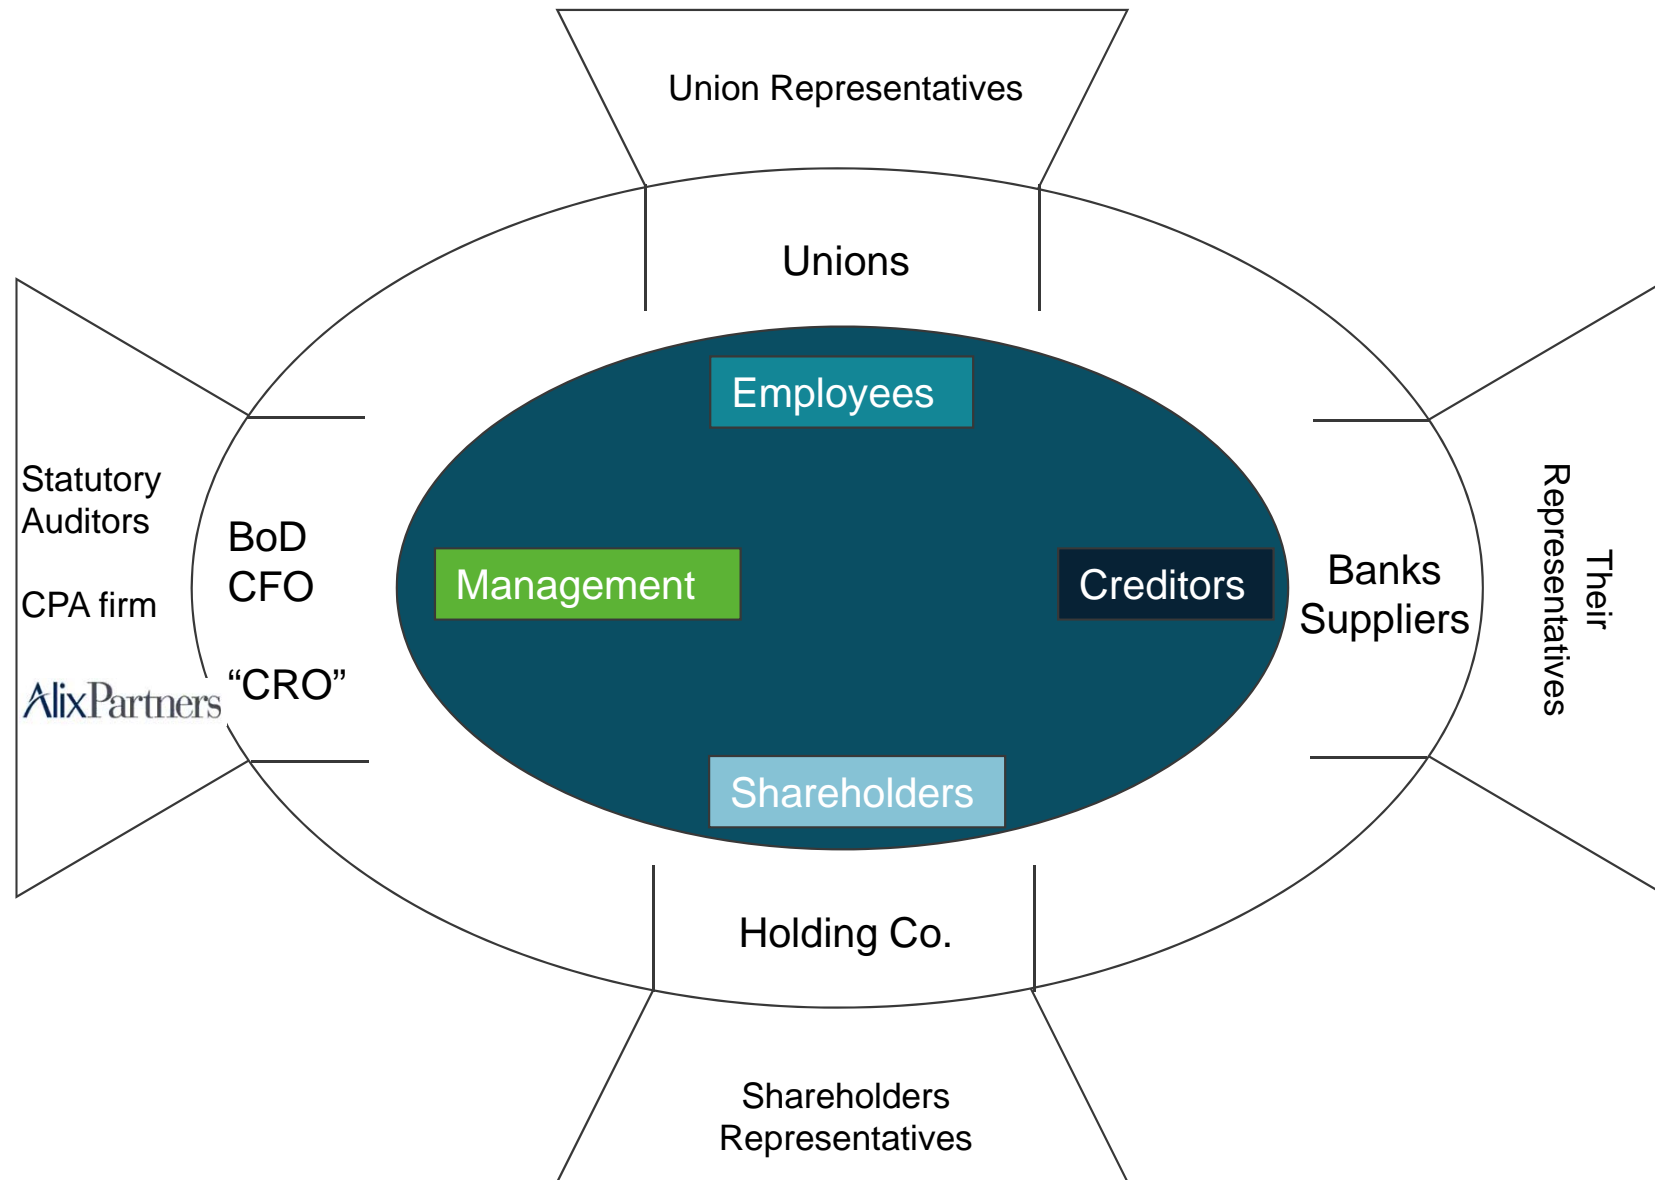 Union Representatives
Unions
Employees
Statutory
Auditors
CPA firm
AlixPartners
BoD
CFO
“CRO”
Management
Creditors
Banks
Suppliers
Their
Representatives
Shareholders
Holding Co.
Shareholders
Representatives